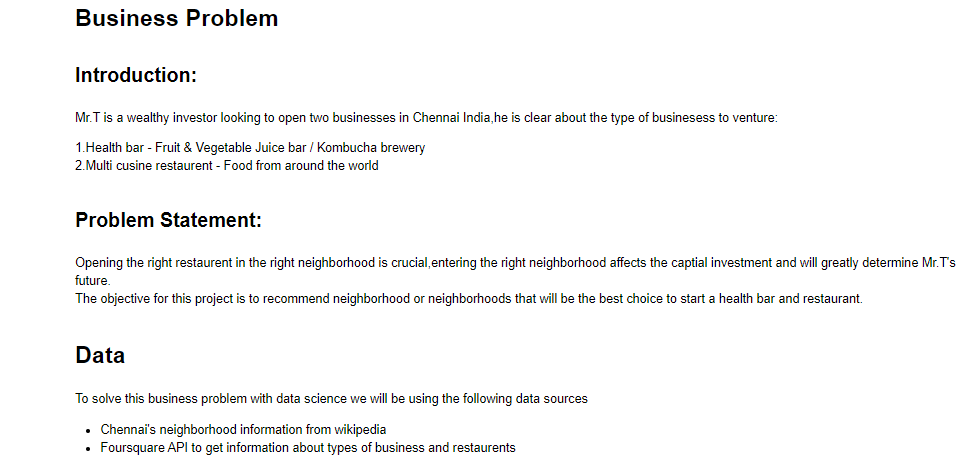 Business Problem
Introduction:
Mr.T is a wealthy investor looking to open two businesses in Chennai India,he is clear about the type of businesess to venture:
1.Health bar - Fruit & Vegetable Juice bar / Kombucha brewery
2.Multi cusine restaurent - Food from around the world
Problem Statement:
Opening the right restaurent in the right neighborhood is crucial,entering the right neighborhood affects the captial investment and will greatly determine Mr.T's
future.
The objective for this project is to recommend neighborhood or neighborhoods that will be the best choice to start a health bar and restaurant.
Data
To solve this business problem with data science we will be using the following data sources
• Chennai's neighborhood information from wikipedia
• Foursquare API to get information about types of business and restaurents